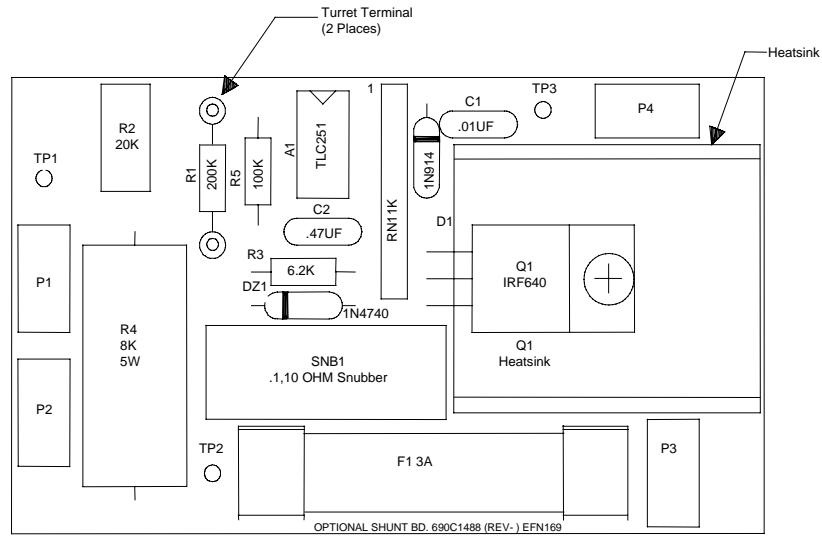 Turret Terminal
(2 Places)
Heatsink
R2
20K
TP1
R1
200K
R5
100K
A1
TLC251
1
RN11K
1N914
C1
.01UF
TP3
P4
C2
.47UF
D1
P1
R3
6.2K
DZ1
1N4740
Q1
IRF640
Q1
Heatsink
R4
8K
5W
SNB1
.1,10 OHM Snubber
P2
TP2
F1 3A
P3
OPTIONAL SHUNT BD. 690C1488 (REV- ) EFN169